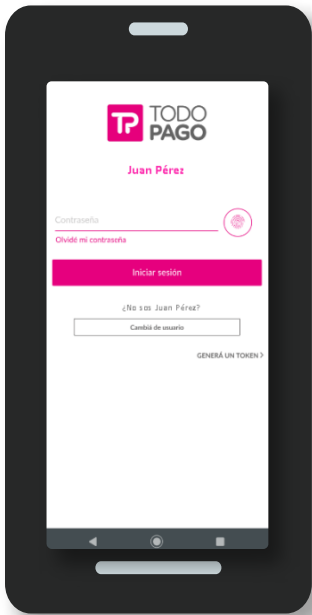 TP TODO
PAGO
Juan Pérez
Contraseña
Olvidé mi contraseña
Iniciar sesión
¿No sos Juan Pérez?
Cambiá de usuario
GENERÁ UN TOKEN >